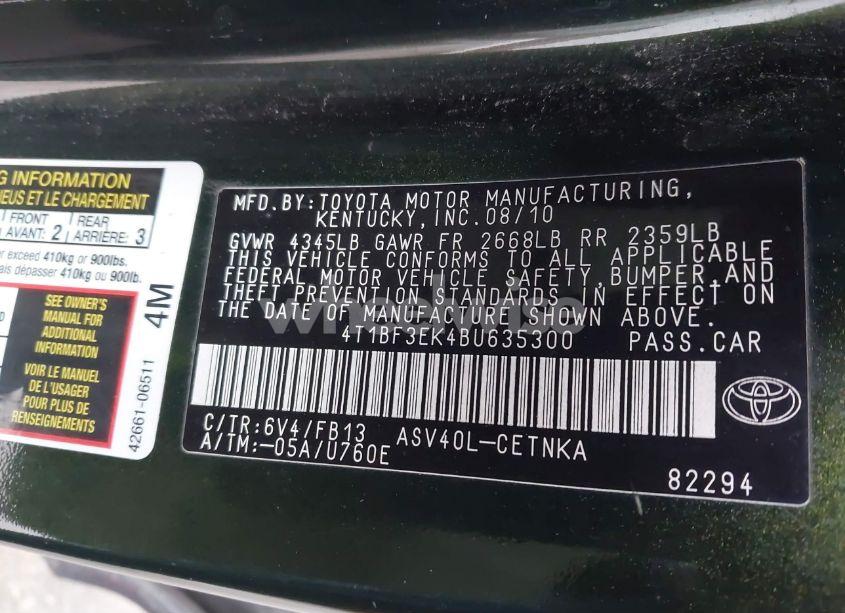 G INFORMATION
NEUS ET LE CHARGEMENT
FRONT
AVANT: 2
REAR
ARRIÈRE: 3
er exceed 410kg or 900lbs.
ais dépasser 410kg ou 900lb.
SEE OWNER'S
MANUAL FOR
ADDITIONAL
INFORMATION
VOIR LE MANUEL
DE L'USAGER
POUR PLUS DE
RENSEIGNEMENTS
4M
42661-06511
MFD.BY:TOYOTA MOTOR MANUFACTURING,
KENTUCKY,INC.08/10
GVWR 4345LB GAWR FR 2668LB RR 2359LB
THIS VEHICLE CONFORMS TO ALL APPLICABLE
FEDERAL MOTOR VEHICLE SAFETY,BUMPER,AND
THEFT PREVENTION STANDARDS IN EFFECT ON
THE DATE OF MANUFACTURE SHOWN ABOVE.
4T1BF3EK4BU635300 PASS.CAR
C/TR:6V4/FB13 ASV40L-CETNKA
A/TM:-05A/U760E
82294
TOYOTA